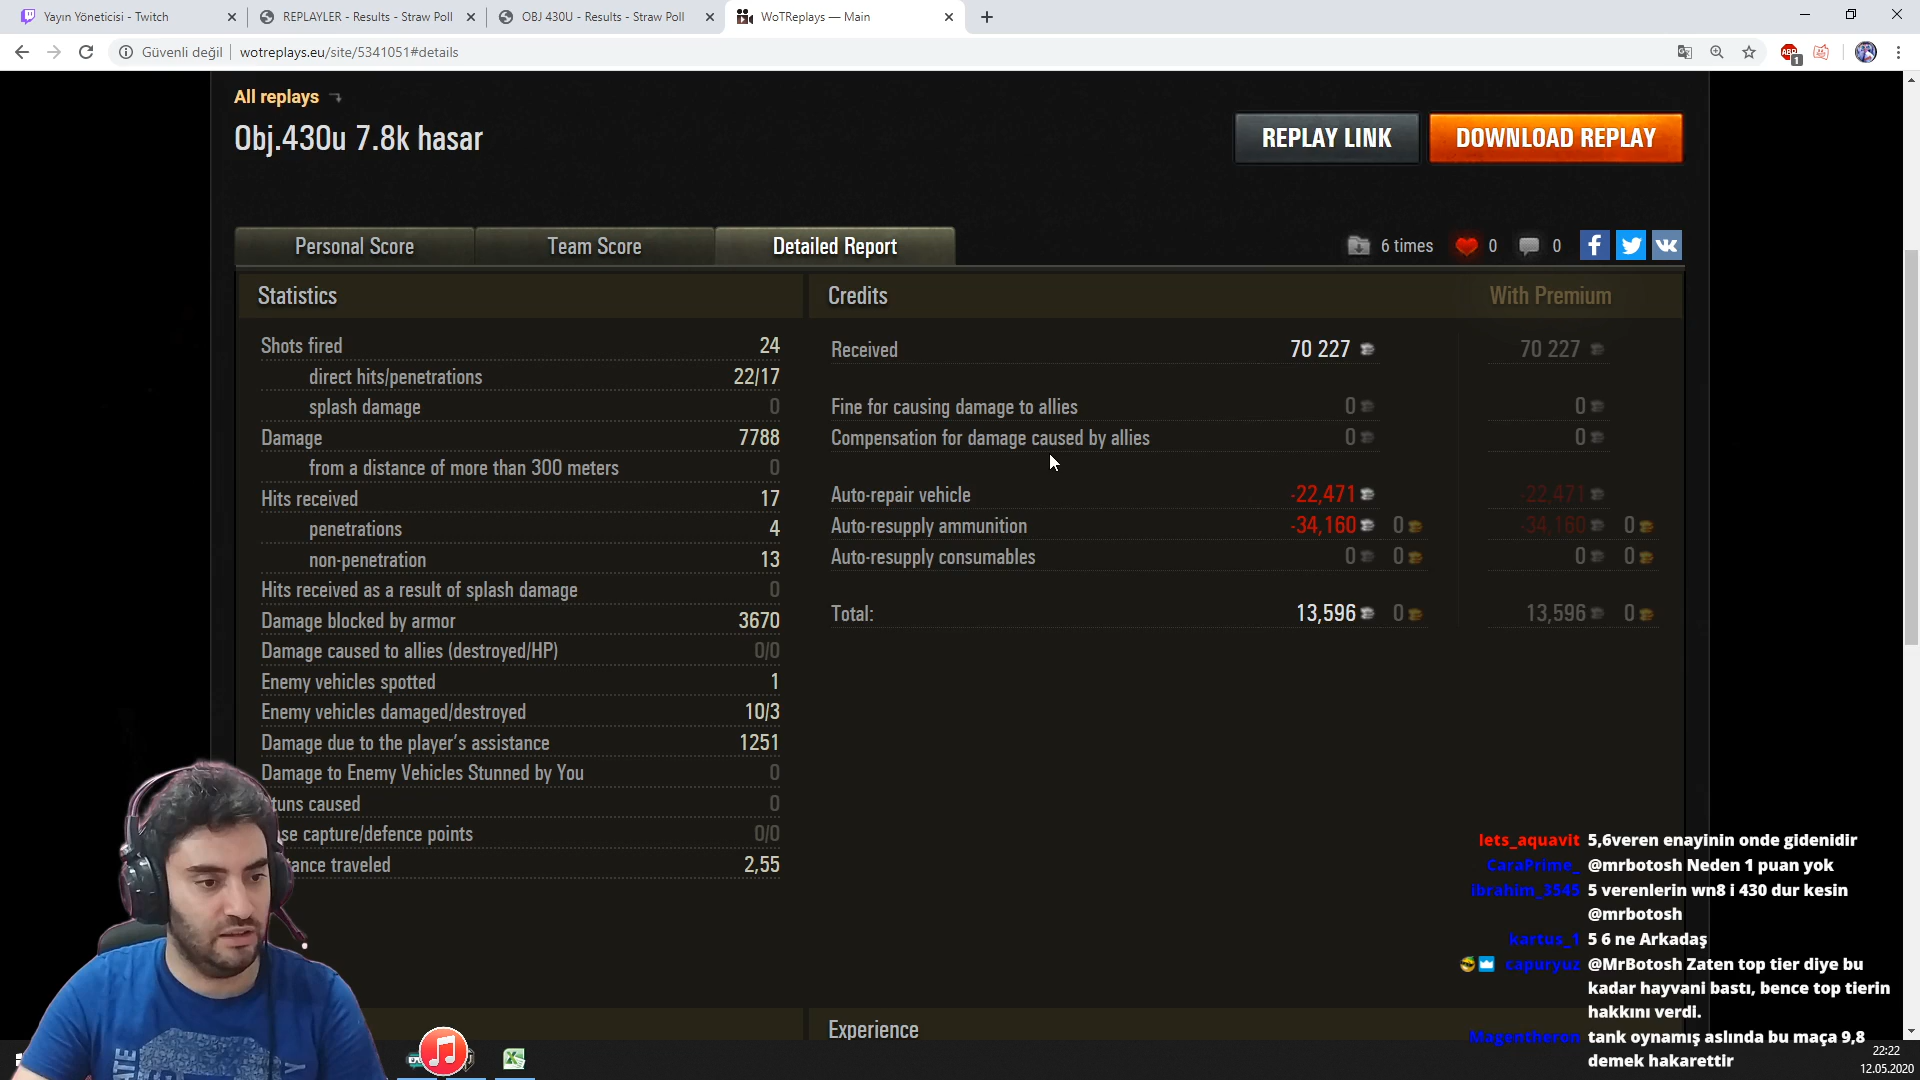 Yayın Yöneticisi - Twitch
REPLAYLER - Results - Straw Poll
OBJ 430U - Results - Straw Poll
WoTReplays — Main
Güvenli değil
wotreplays.eu/site/5341051#details
ABP
1
All replays
Obj.430u 7.8k hasar
REPLAY LINK
DOWNLOAD REPLAY
Personal Score
Team Score
Detailed Report
6 times
0
0
Statistics
Shots fired 24
direct hits/penetrations 22/17
splash damage 0
Damage 7788
from a distance of more than 300 meters 0
Hits received 17
penetrations 4
non-penetration 13
Hits received as a result of splash damage 0
Damage blocked by armor 3670
Damage caused to allies (destroyed/HP) 0/0
Enemy vehicles spotted 1
Enemy vehicles damaged/destroyed 10/3
Damage due to the player's assistance 1251
Damage to Enemy Vehicles Stunned by You 0
tuns caused 0
se capture/defence points 0/0
tance traveled 2,55
Credits With Premium
Received 70 227 70 227
Fine for causing damage to allies 0 0
Compensation for damage caused by allies 0 0
Auto-repair vehicle -22,471 -22,471
Auto-resupply ammunition -34,160 0 -34,160 0
Auto-resupply consumables 0 0 0 0
Total: 13,596 0 13,596 0
Experience
lets_aquavit 5,6veren enayinin onde gidenidir
CaraPrime_ @mrbotosh Neden 1 puan yok
ibrahim_3545 5 verenlerin wn8 i 430 dur kesin
@mrbotosh
kartus_1 5 6 ne Arkadaş
capuryuz @MrBotosh Zaten top tier diye bu
kadar hayvani bastı, bence top tierin
hakkını verdi.
Magentheron tank oynamış aslında bu maça 9,8
demek hakarettir
22:22
12.05.2020